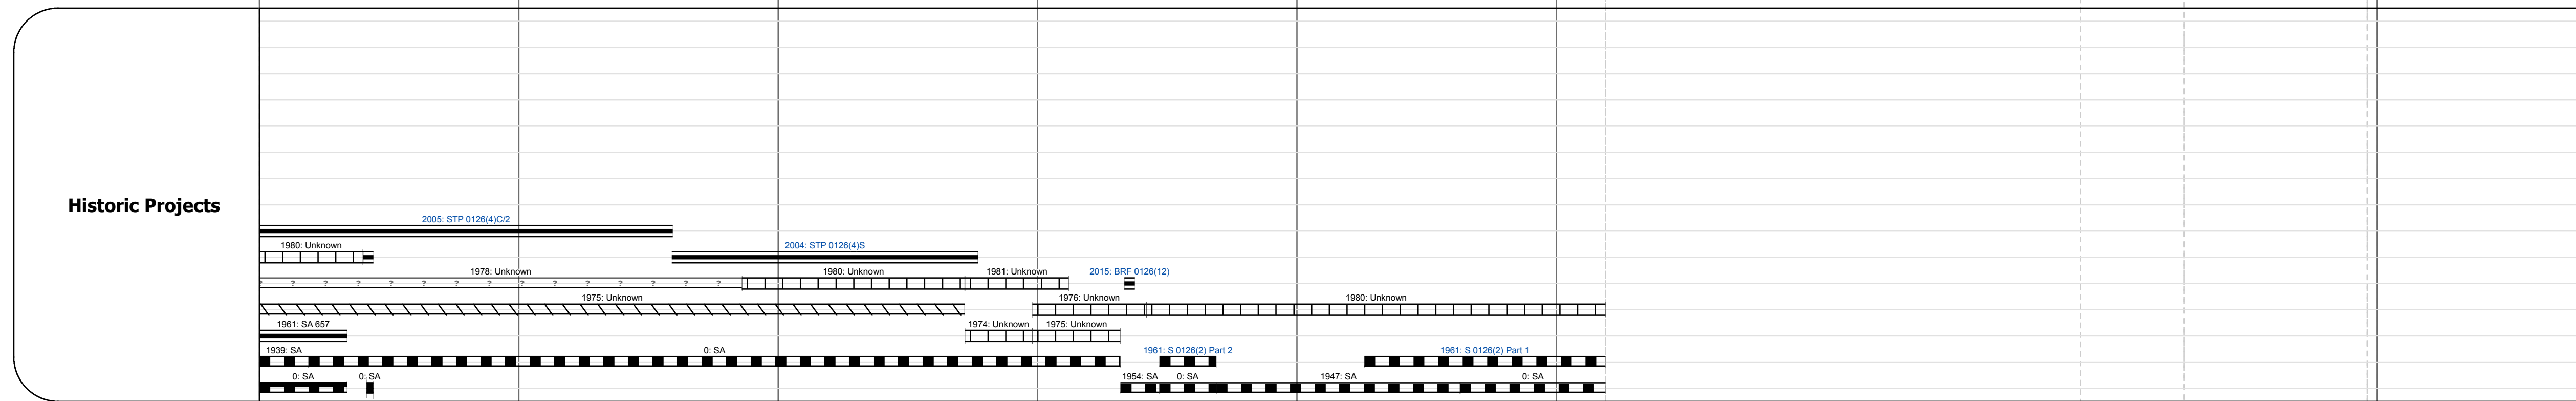 Historic Projects
2005: STP 0126(4)C/2
1980: Unknown
2004: STP 0126(4)S
1978: Unknown
1980: Unknown
1981: Unknown
2015: BRF 0126(12)
? ? ? ? ? ? ? ? ? ? ? ? ? ? ?
1975: Unknown
1976: Unknown
1980: Unknown
1961: SA 657
1974: Unknown
1975: Unknown
1939: SA
0: SA
1961: S 0126(2) Part 2
1961: S 0126(2) Part 1
0: SA
0: SA
1954: SA
0: SA
1947: SA
0: SA